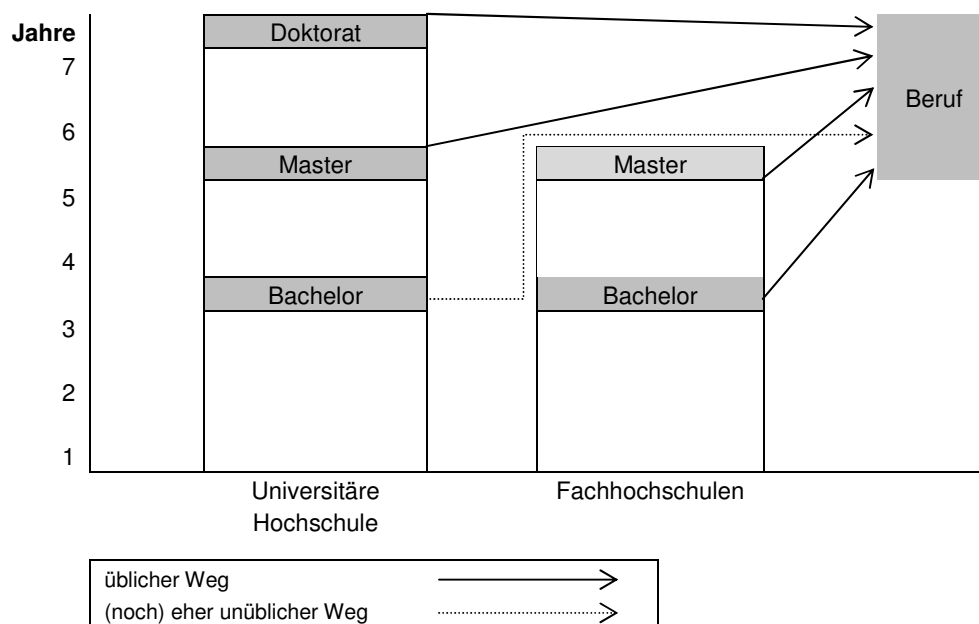 Jahre
Doktorat
7
Beruf
6
Master
Master
5
4
Bachelor
Bachelor
3
2
1
Universitäre
Hochschule
Fachhochschulen
üblicher Weg
(noch) eher unüblicher Weg